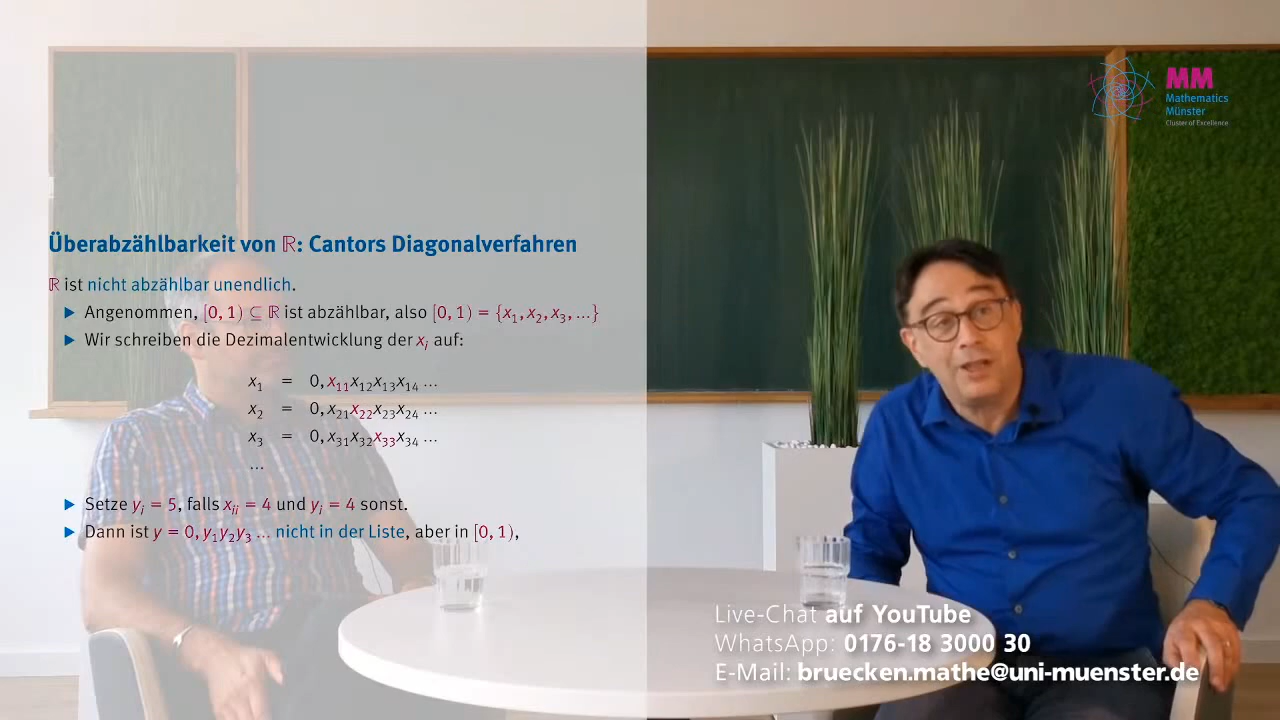 MM
Mathematics
Münster
Cluster of Excellence
Überabzählbarkeit von ℝ: Cantors Diagonalverfahren
ℝ ist nicht abzählbar unendlich.
▶ Angenommen, [0, 1) ⊆ ℝ ist abzählbar, also [0, 1) = {x₁, x₂, x₃, ...}
▶ Wir schreiben die Dezimalentwicklung der xᵢ auf:
x₁ = 0, x₁₁x₁₂x₁₃x₁₄ ...
x₂ = 0, x₂₁x₂₂x₂₃x₂₄ ...
x₃ = 0, x₃₁x₃₂x₃₃x₃₄ ...
...
▶ Setze yᵢ = 5, falls xᵢᵢ = 4 und yᵢ = 4 sonst.
▶ Dann ist y = 0, y₁y₂y₃ ... nicht in der Liste, aber in [0, 1),
Live-Chat auf YouTube
WhatsApp: 0176-18 3000 30
E-Mail: bruecken.mathe@uni-muenster.de